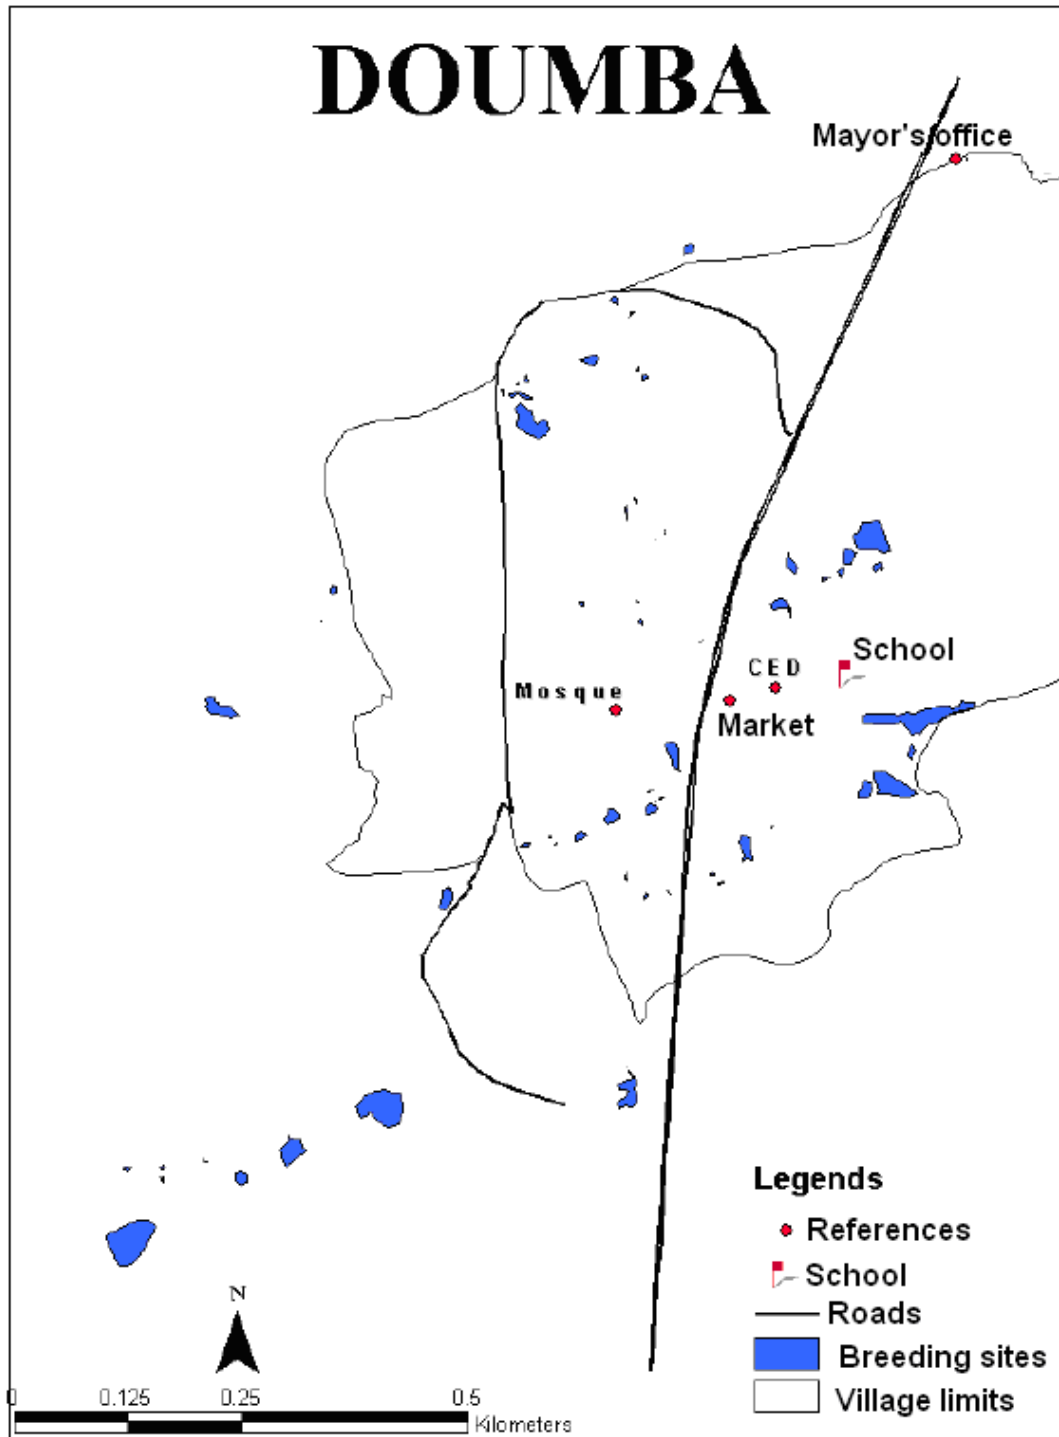 DOUMBA
Mayor's office
School
CED
Mosque
Market
Legends
References
School
Roads
Breeding sites
Village limits
N
0 0.125 0.25 0.5
Kilometers